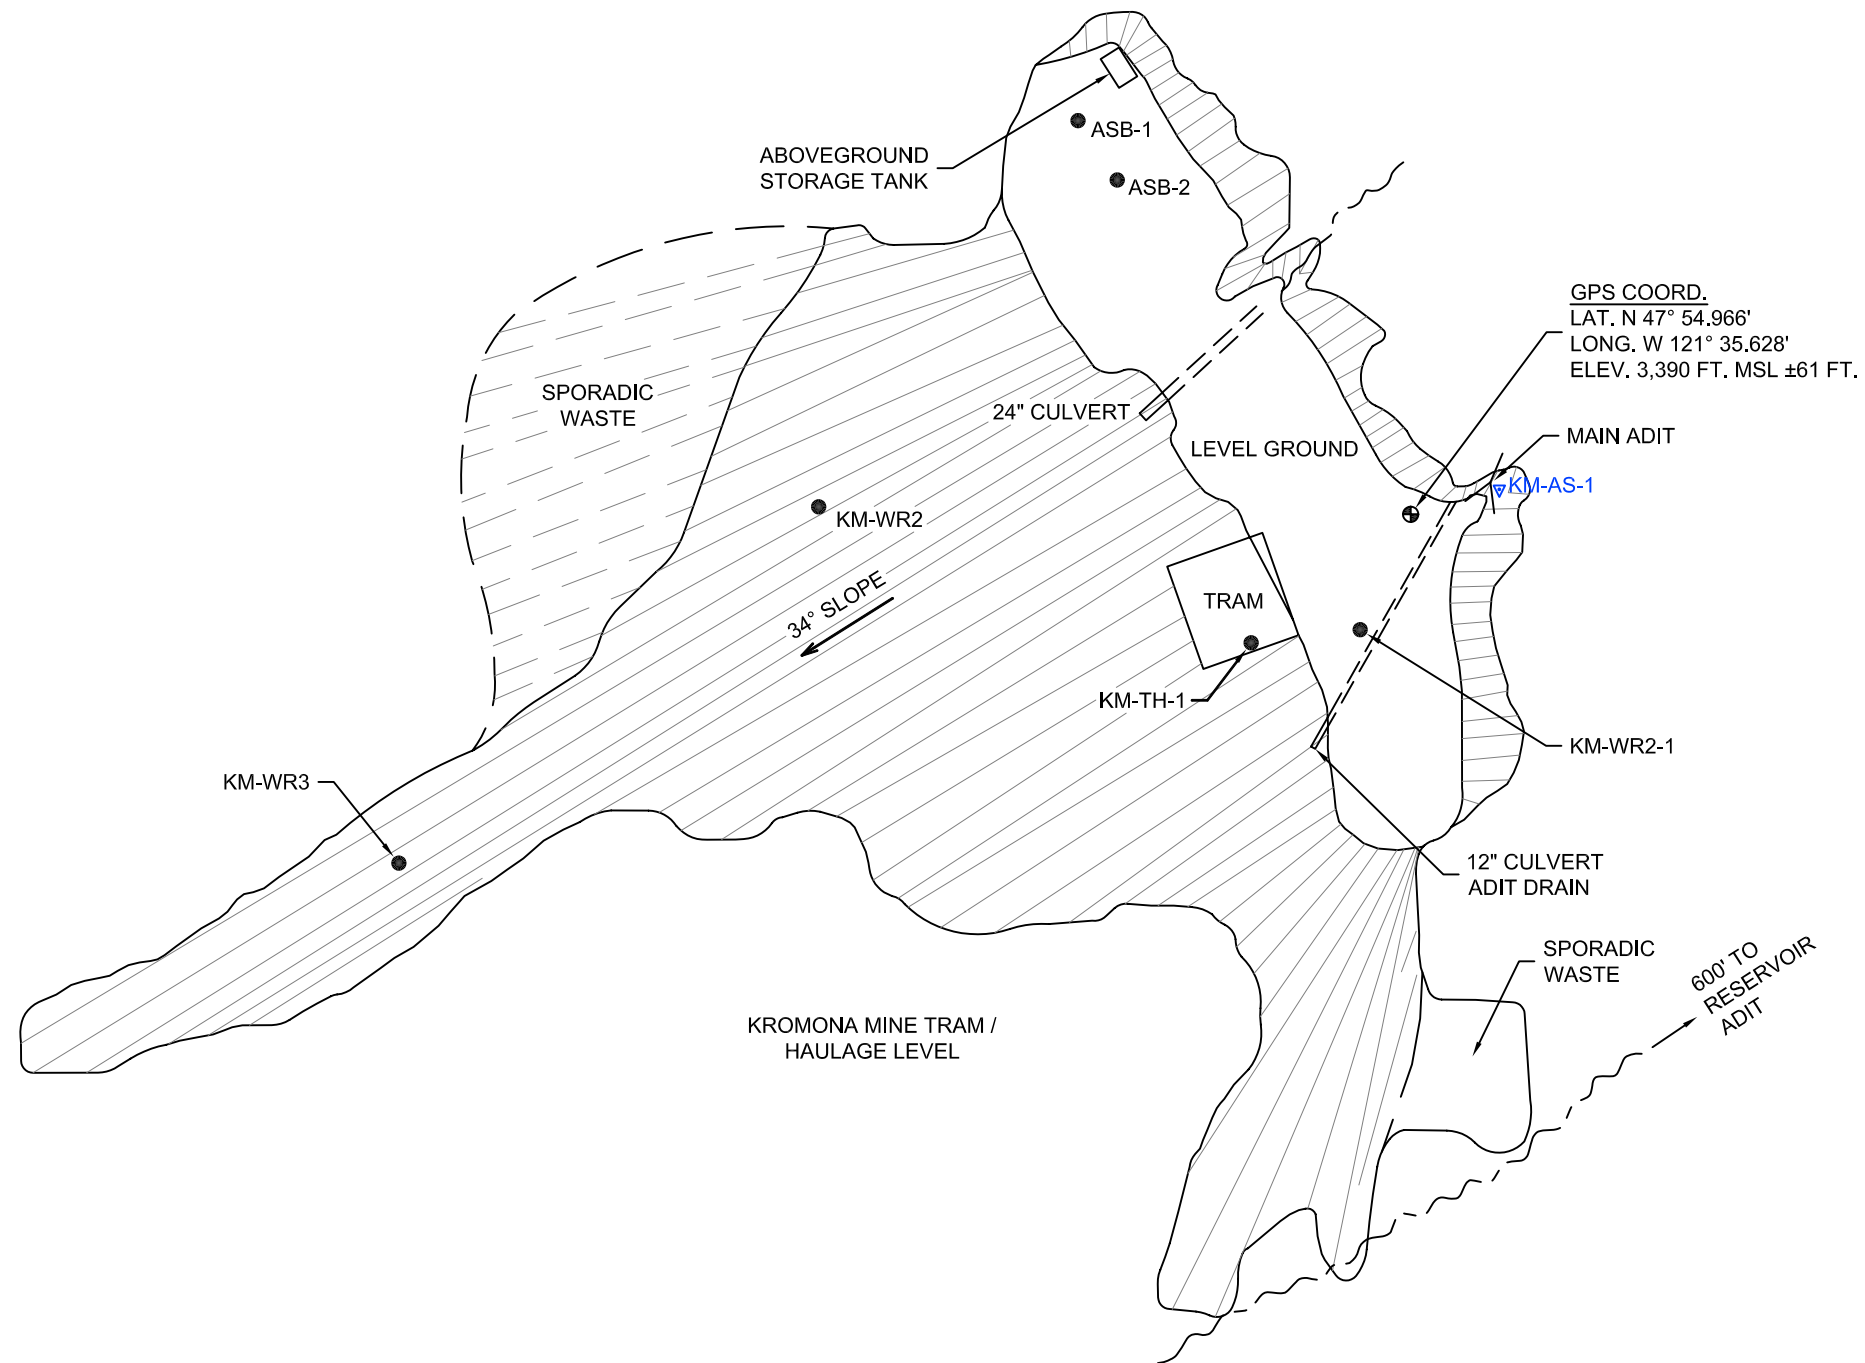 ASB-1
ABOVEGROUND
STORAGE TANK
ASB-2
GPS COORD.
LAT. N 47° 54.966'
LONG. W 121° 35.628'
ELEV. 3,390 FT. MSL ±61 FT.
SPORADIC
WASTE
24" CULVERT
LEVEL GROUND
MAIN ADIT
KM-AS-1
KM-WR2
34° SLOPE
TRAM
KM-TH-1
KM-WR2-1
KM-WR3
12" CULVERT
ADIT DRAIN
SPORADIC
WASTE
600' TO
RESERVOIR
ADIT
KROMONA MINE TRAM /
HAULAGE LEVEL